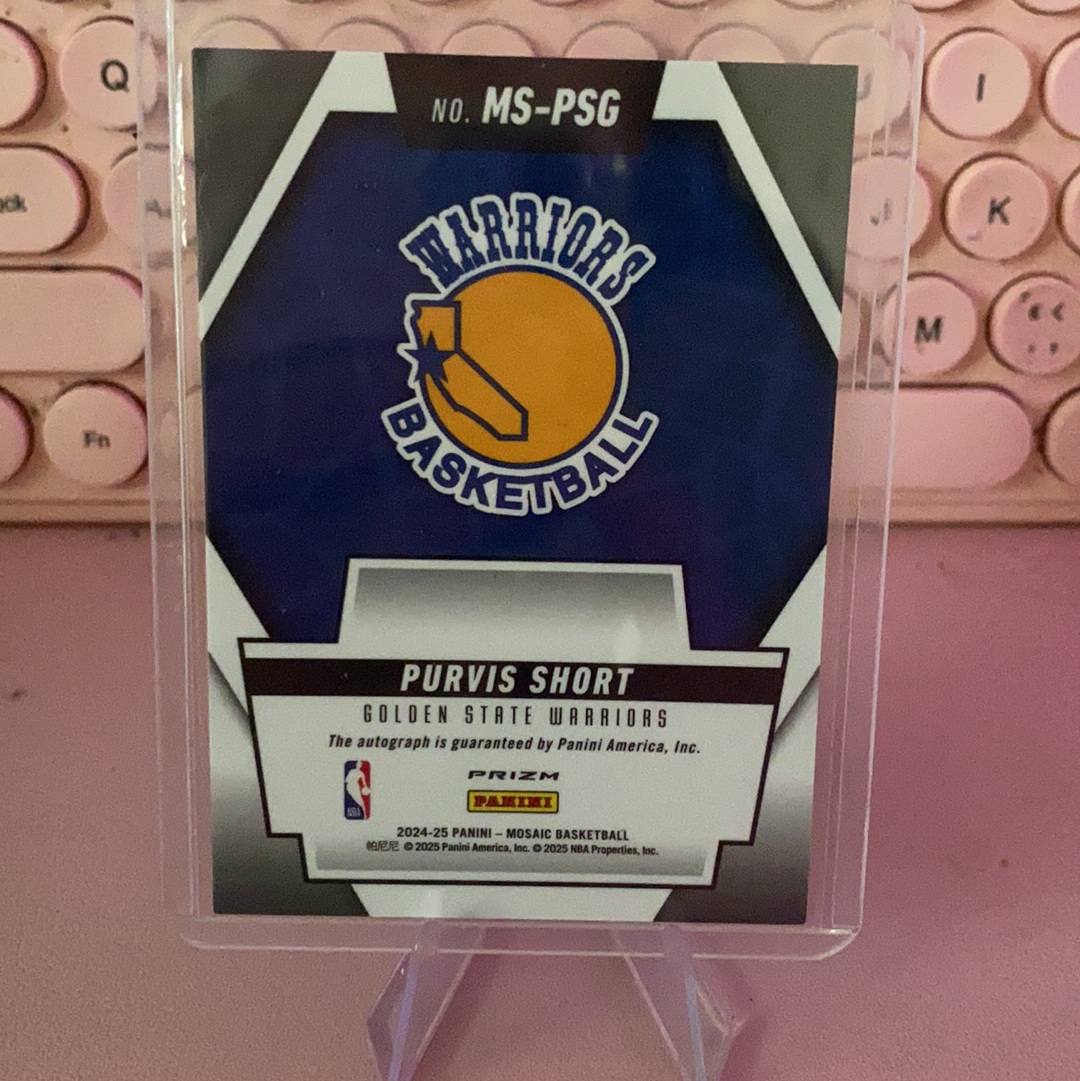 Q
I
NO. MS-PSG
K
M
Fn
WARRIORS
BASKETBALL
PURVIS SHORT
GOLDEN STATE WARRIORS
The autograph is guaranteed by Panini America, Inc.
PRIZM
PANINI
2024-25 PANINI – MOSAIC BASKETBALL
帕尼尼 © 2025 Panini America, Inc. © 2025 NBA Properties, Inc.